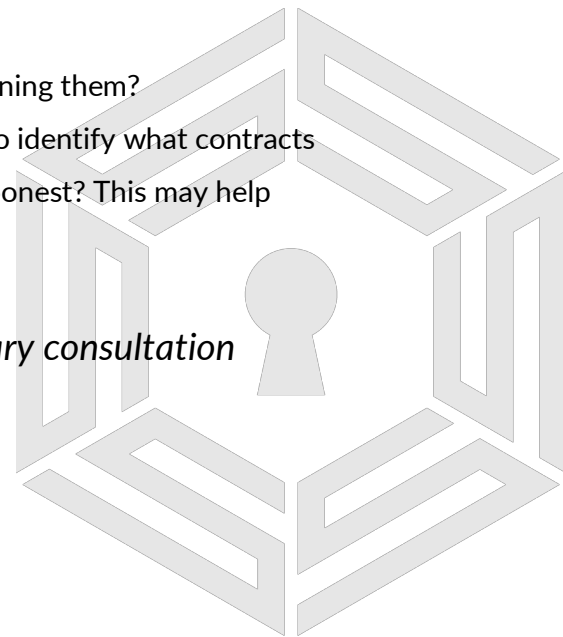 ning them?
o identify what contracts
onest? This may help
ry consultation